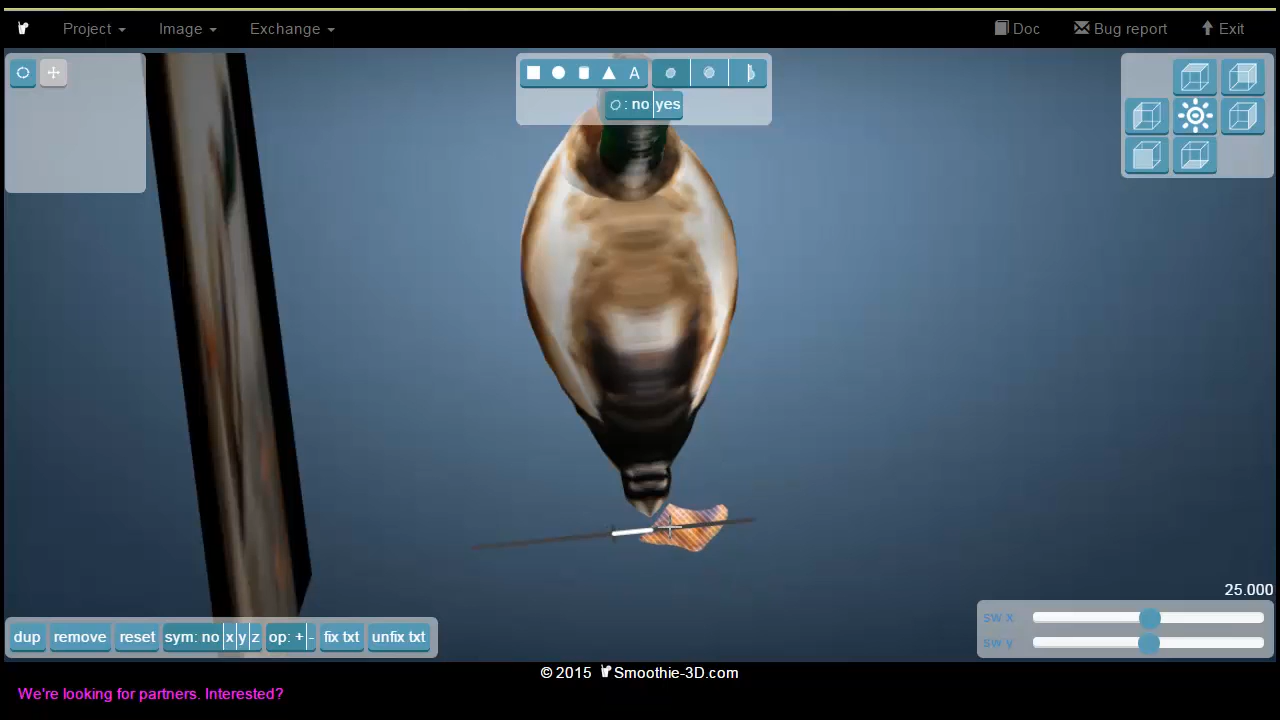 Project Image Exchange Doc Bug report Exit
A
: no yes
25.000
sw x
sw y
dup remove reset sym: no x y z op: + - fix txt unfix txt
© 2015 Smoothie-3D.com
We're looking for partners. Interested?